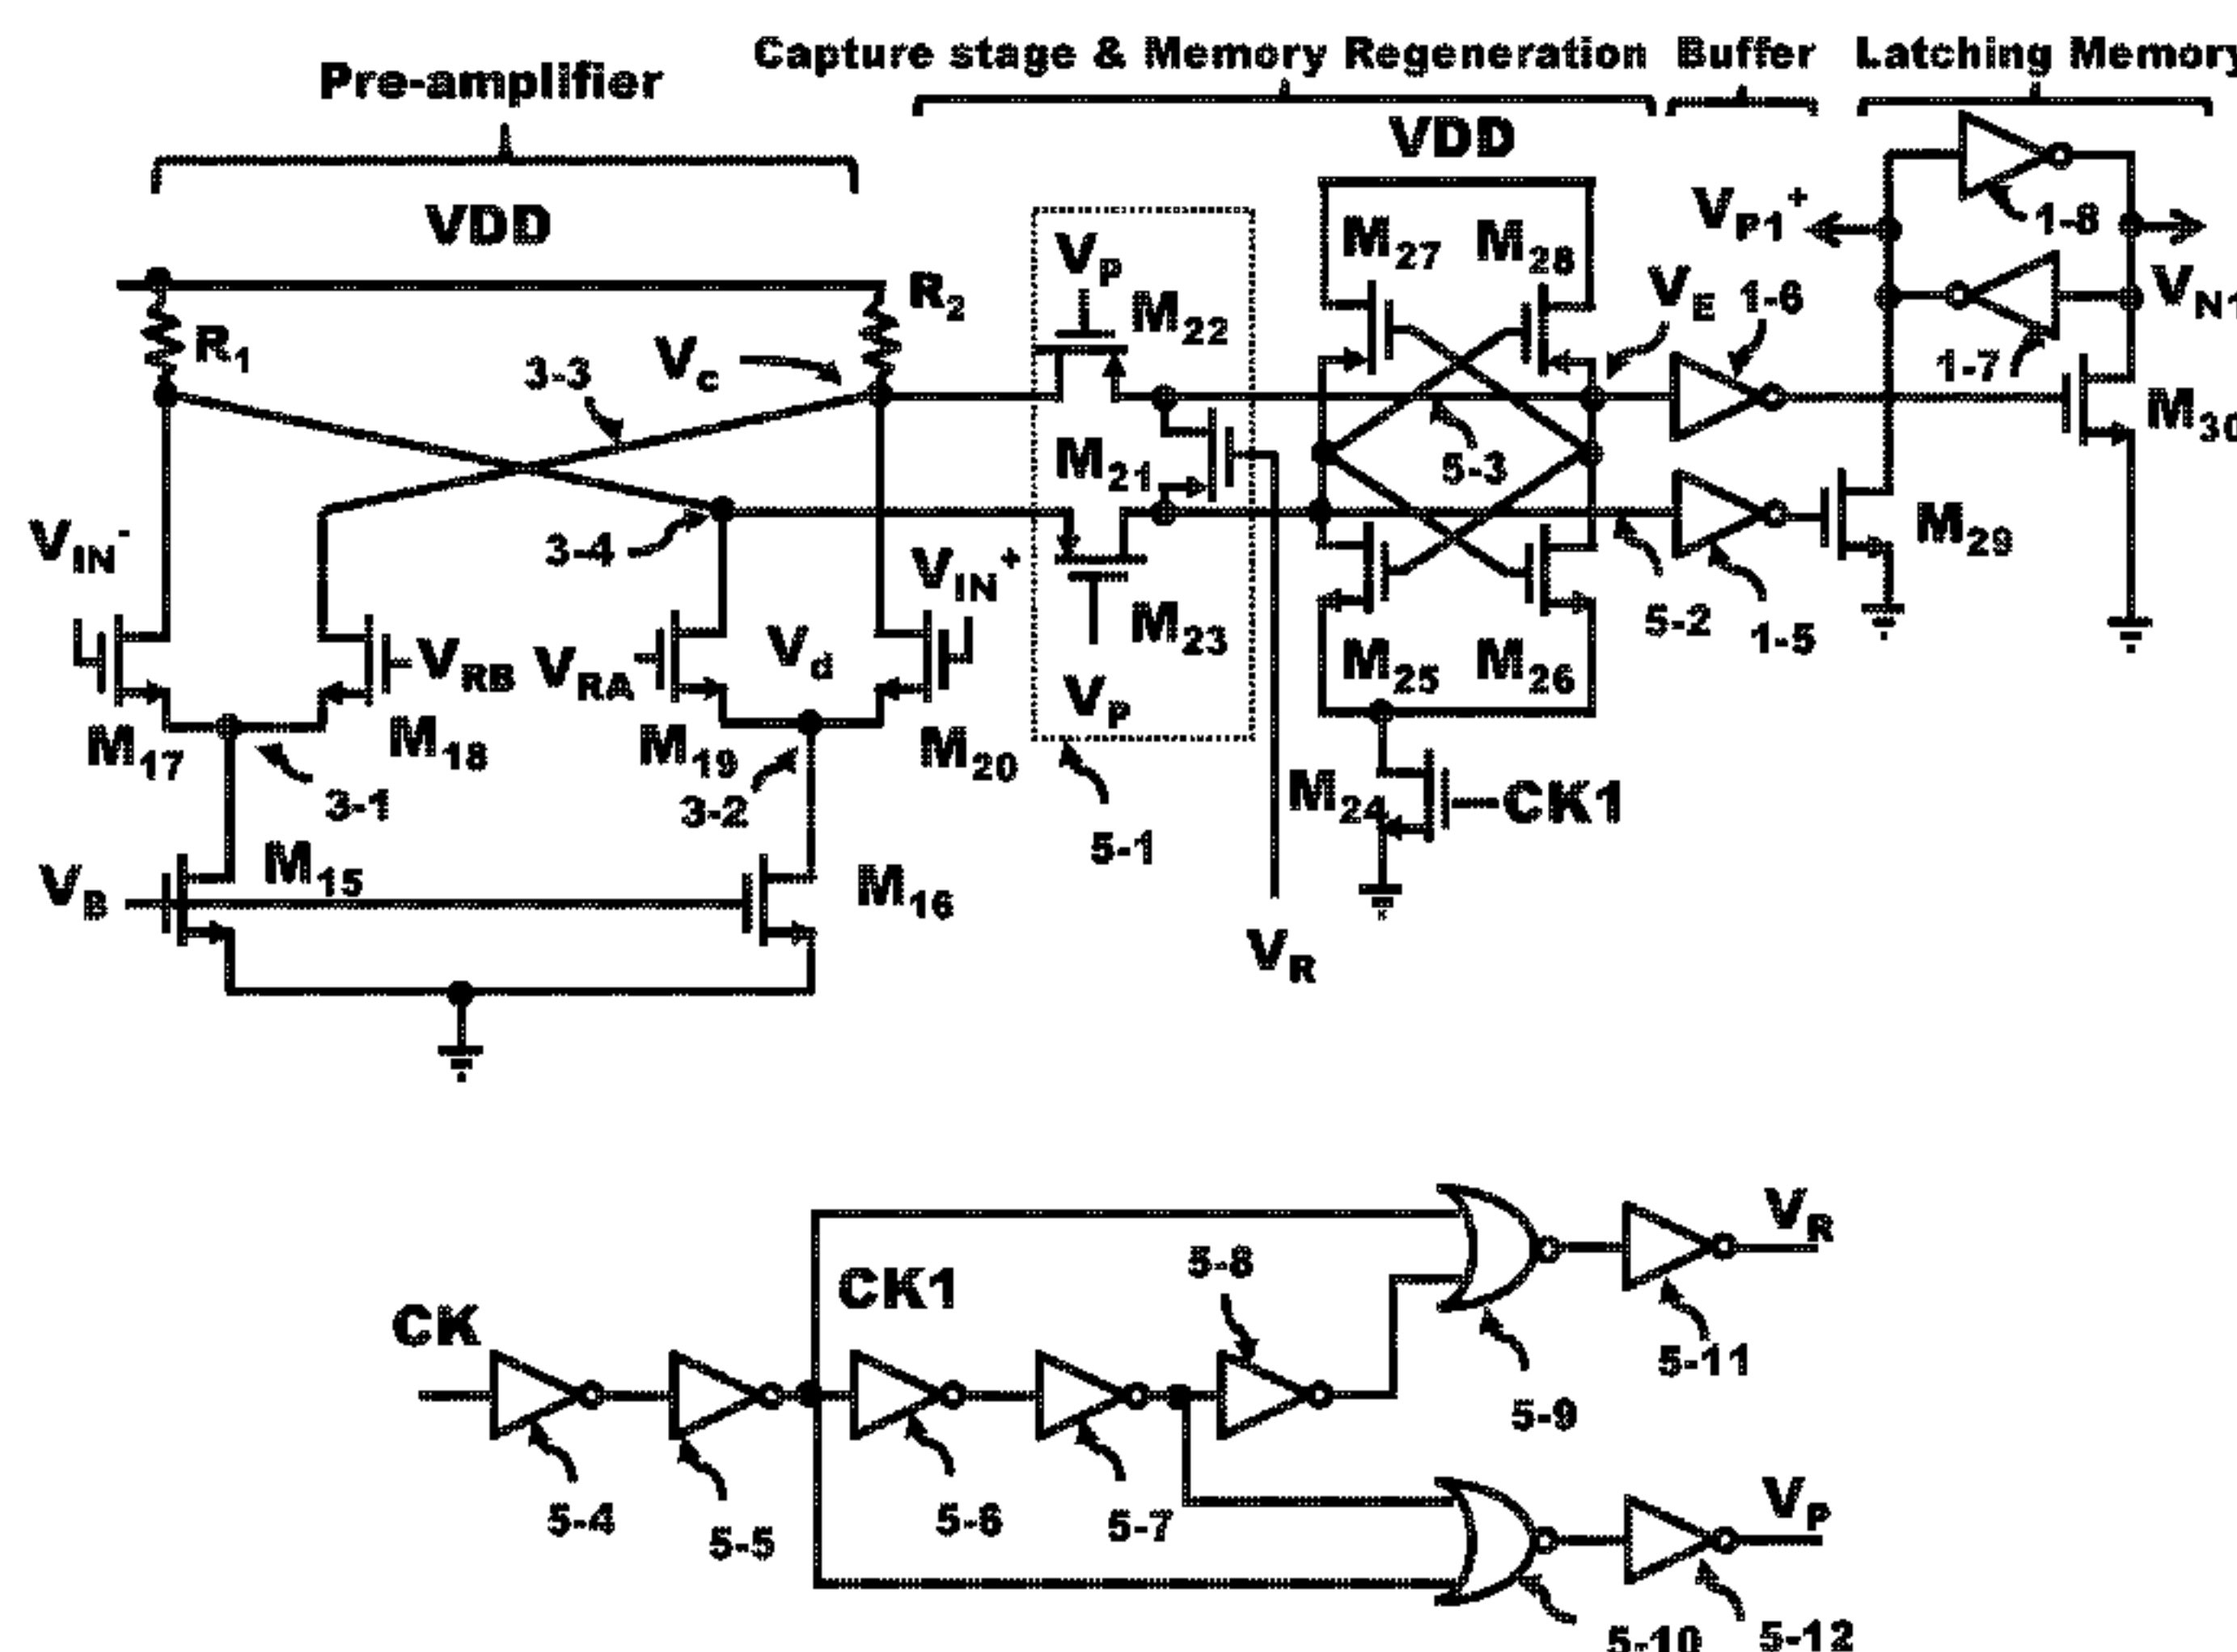 Pre-amplifier
Capture stage & Memory Regeneration
Buffer
Latching Memory
VDD
VDD
R1
R2
3-3
VC
VP
M22
M21
M27
M28
VE
1-6
VP1+
1-8
1-7
VN1
M30
5-3
VIN-
3-4
VIN+
M23
VP
M29
5-2
1-5
VRB
VRA
Vd
M25
M26
M17
M18
M19
M20
3-1
3-2
5-1
M24
CK1
VB
M15
M16
VR
CK
CK1
5-8
VR
5-11
5-9
5-4
5-5
5-6
5-7
VP
5-10
5-12